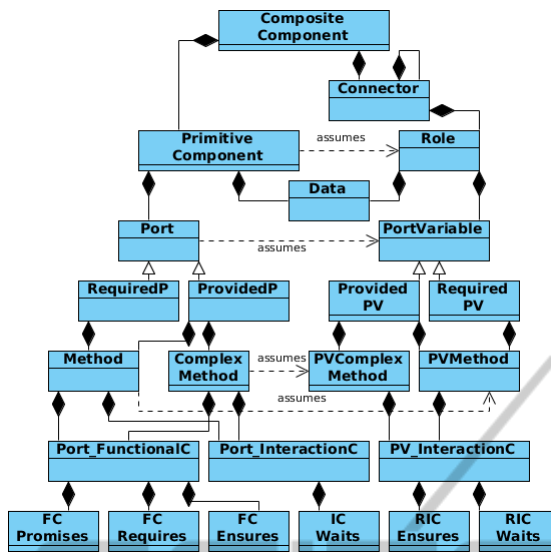 Composite
Component
Connector
Primitive
Component
assumes
Role
Data
Port
assumes
PortVariable
RequiredP
ProvidedP
Provided
PV
Required
PV
Method
Complex
Method
assumes
PVComplex
Method
PVMethod
assumes
Port_FunctionalC
Port_InteractionC
PV_InteractionC
FC
Promises
FC
Requires
FC
Ensures
IC
Waits
RIC
Ensures
RIC
Waits